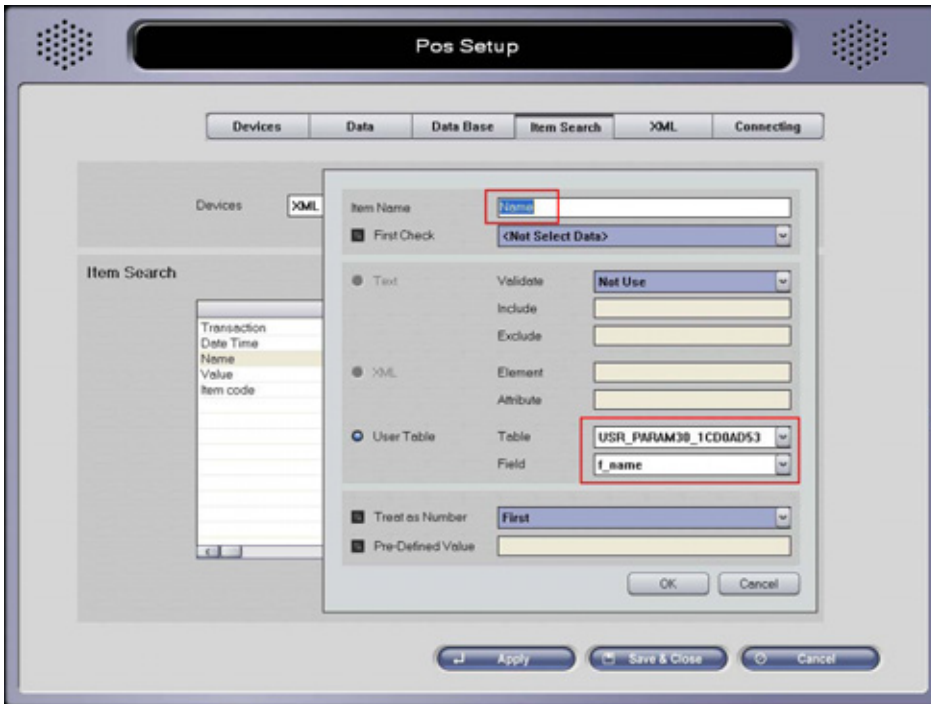 Pos Setup
Devices Data Data Base Item Search XML Connecting
Devices XML
Item Name Name
First Check <Not Select Data>
Item Search
Transaction
Date Time
Name
Value
Item code
Text Validate Not Use
Include
Exclude
XML Element
Attribute
User Table Table USR_PARAM30_1CD0AD53
Field f_name
Treat as Number First
Pre-Defined Value
OK Cancel
Apply Save & Close Cancel